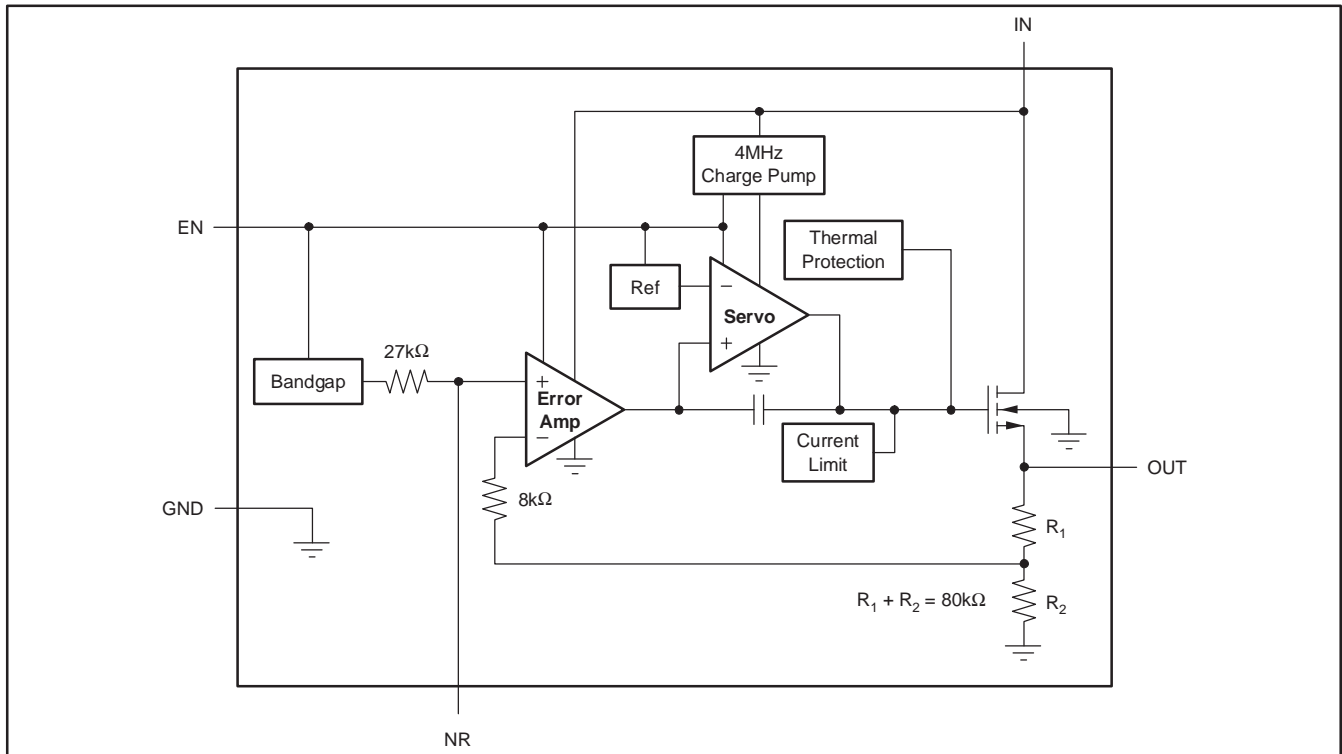 IN
4MHz
Charge Pump
EN
Thermal
Protection
Ref
−
Servo
+
27kΩ
Bandgap
+
Error
Amp
−
Current
Limit
OUT
8kΩ
GND
R1
R1 + R2 = 80kΩ
R2
NR